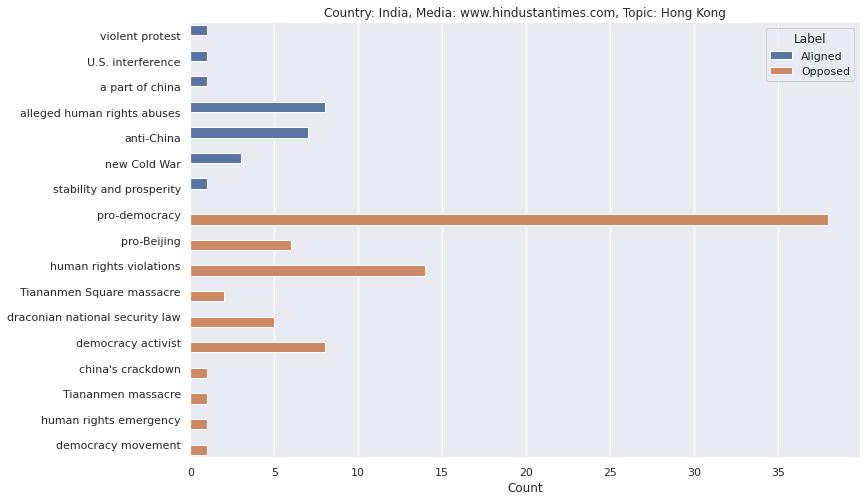 Country: India, Media: www.hindustantimes.com, Topic: Hong Kong
Label
Aligned
Opposed
violent protest
U.S. interference
a part of china
alleged human rights abuses
anti-China
new Cold War
stability and prosperity
pro-democracy
pro-Beijing
human rights violations
Tiananmen Square massacre
draconian national security law
democracy activist
china's crackdown
Tiananmen massacre
human rights emergency
democracy movement
0 5 10 15 20 25 30 35
Count